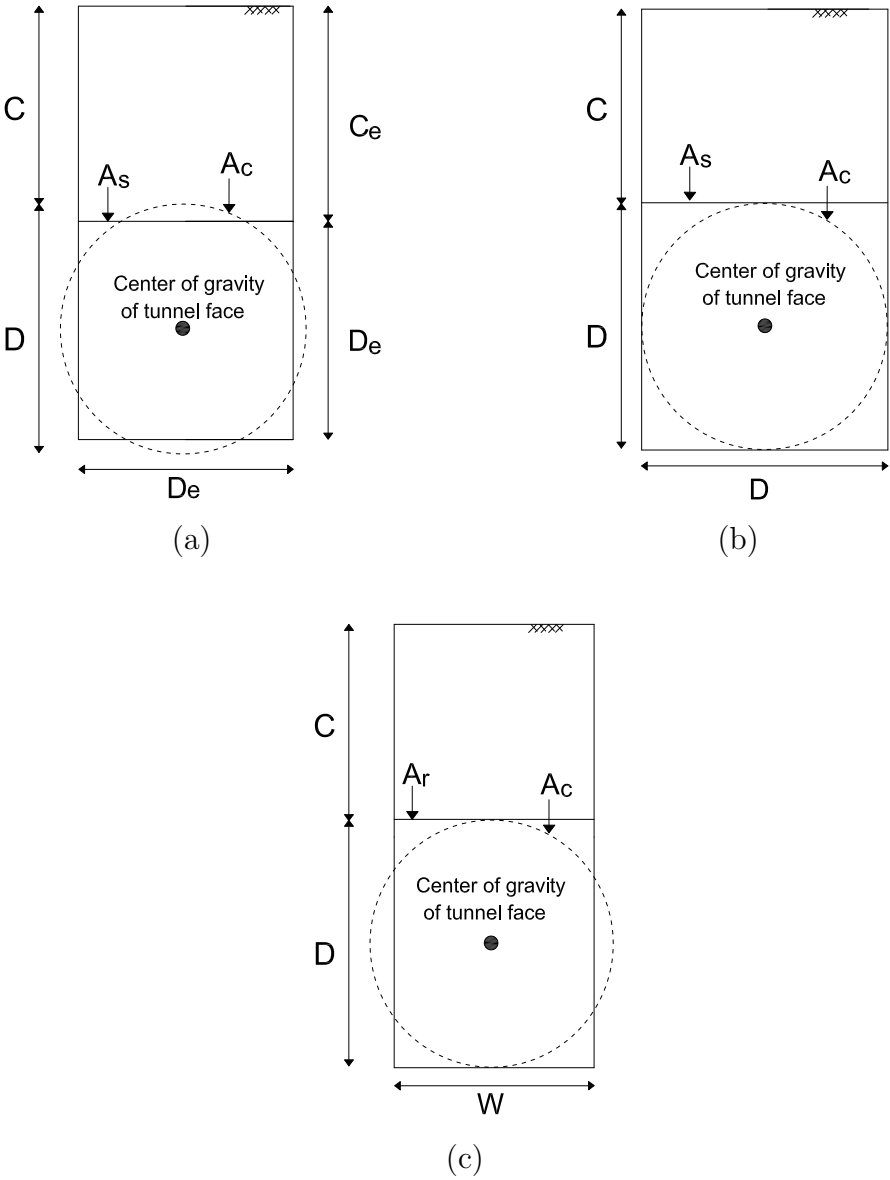 C
Ce
As
Ac
Center of gravity
of tunnel face
D
De
De
(a)
C
As
Ac
Center of gravity
of tunnel face
D
D
(b)
C
Ar
Ac
Center of gravity
of tunnel face
D
W
(c)